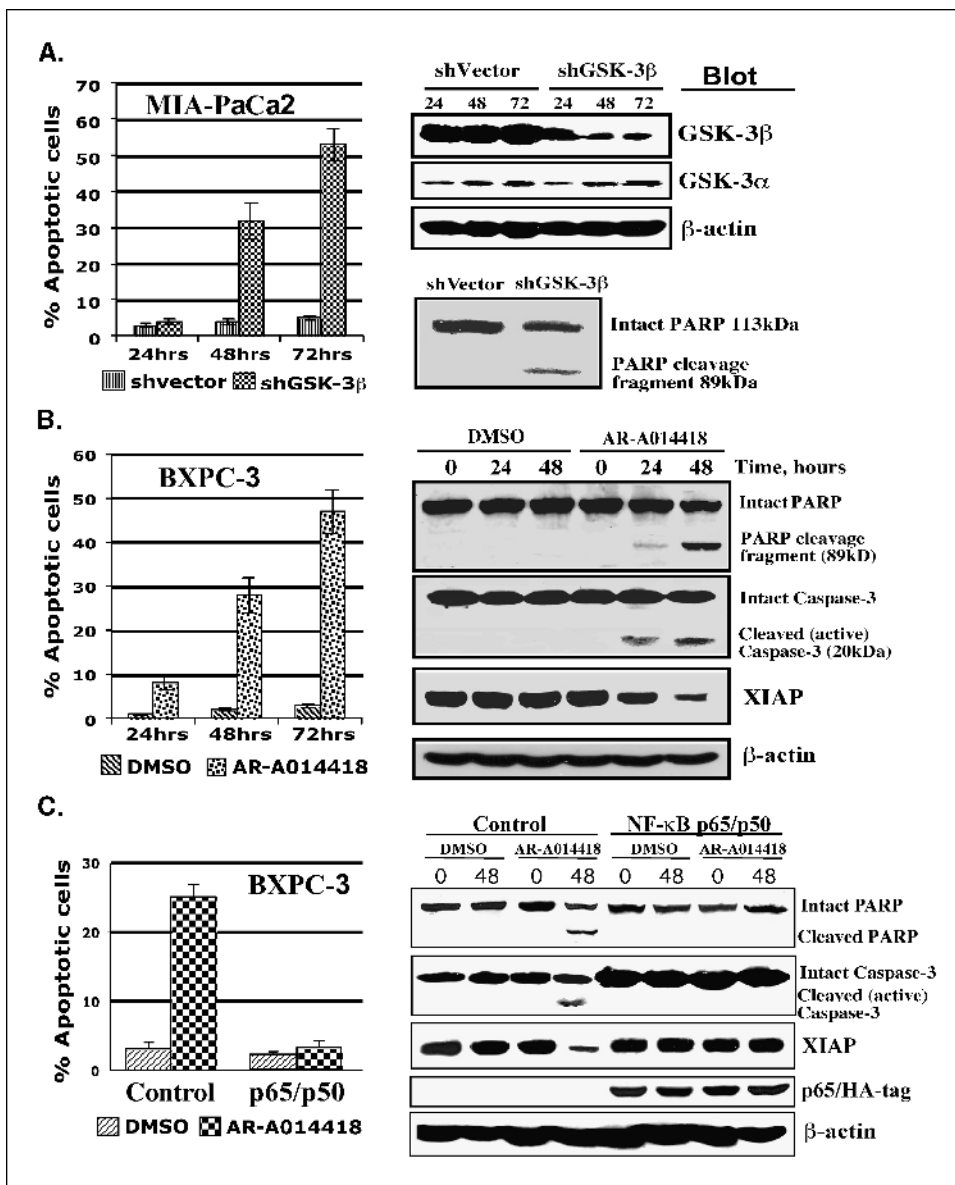 A.
% Apoptotic cells
70
60
50
40
30
20
10
0
MIA-PaCa2
24hrs 48hrs 72hrs
shvector shGSK-3β
shVector shGSK-3β Blot
24 48 72 24 48 72
GSK-3β
GSK-3α
β-actin
shVector shGSK-3β
Intact PARP 113kDa
PARP cleavage
fragment 89kDa
B.
% Apoptotic cells
60
50
40
30
20
10
0
BXPC-3
24hrs 48hrs 72hrs
DMSO AR-A014418
DMSO AR-A014418
0 24 48 0 24 48 Time, hours
Intact PARP
PARP cleavage
fragment (89kD)
Intact Caspase-3
Cleaved (active)
Caspase-3 (20kDa)
XIAP
β-actin
C.
% Apoptotic cells
30
20
10
0
BXPC-3
Control p65/p50
DMSO AR-A014418
Control NF-κB p65/p50
DMSO AR-A014418 DMSO AR-A014418
0 48 0 48 0 48 0 48
Intact PARP
Cleaved PARP
Intact Caspase-3
Cleaved (active)
Caspase-3
XIAP
p65/HA-tag
β-actin